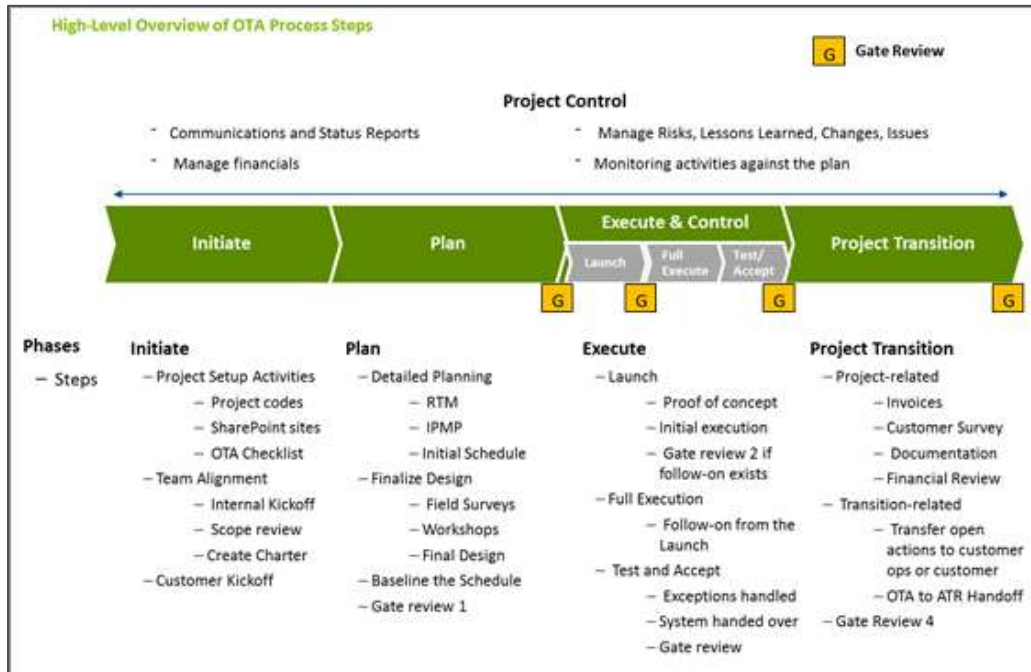 High-Level Overview of OTA Process Steps
G Gate Review
Project Control
- Communications and Status Reports
- Manage financials
- Manage Risks, Lessons Learned, Changes, Issues
- Monitoring activities against the plan
Initiate
Plan
Execute & Control
Launch
Full
Execute
Test/
Accept
Project Transition
G
G
G
G
Phases
– Steps
Initiate
– Project Setup Activities
– Project codes
– SharePoint sites
– OTA Checklist
– Team Alignment
– Internal Kickoff
– Scope review
– Create Charter
– Customer Kickoff
Plan
– Detailed Planning
– RTM
– IPMP
– Initial Schedule
– Finalize Design
– Field Surveys
– Workshops
– Final Design
– Baseline the Schedule
– Gate review 1
Execute
– Launch
– Proof of concept
– Initial execution
– Gate review 2 if
follow-on exists
– Full Execution
– Follow-on from the
Launch
– Test and Accept
– Exceptions handled
– System handed over
– Gate review
Project Transition
– Project-related
– Invoices
– Customer Survey
– Documentation
– Financial Review
– Transition-related
– Transfer open
actions to customer
ops or customer
– OTA to ATR Handoff
– Gate Review 4